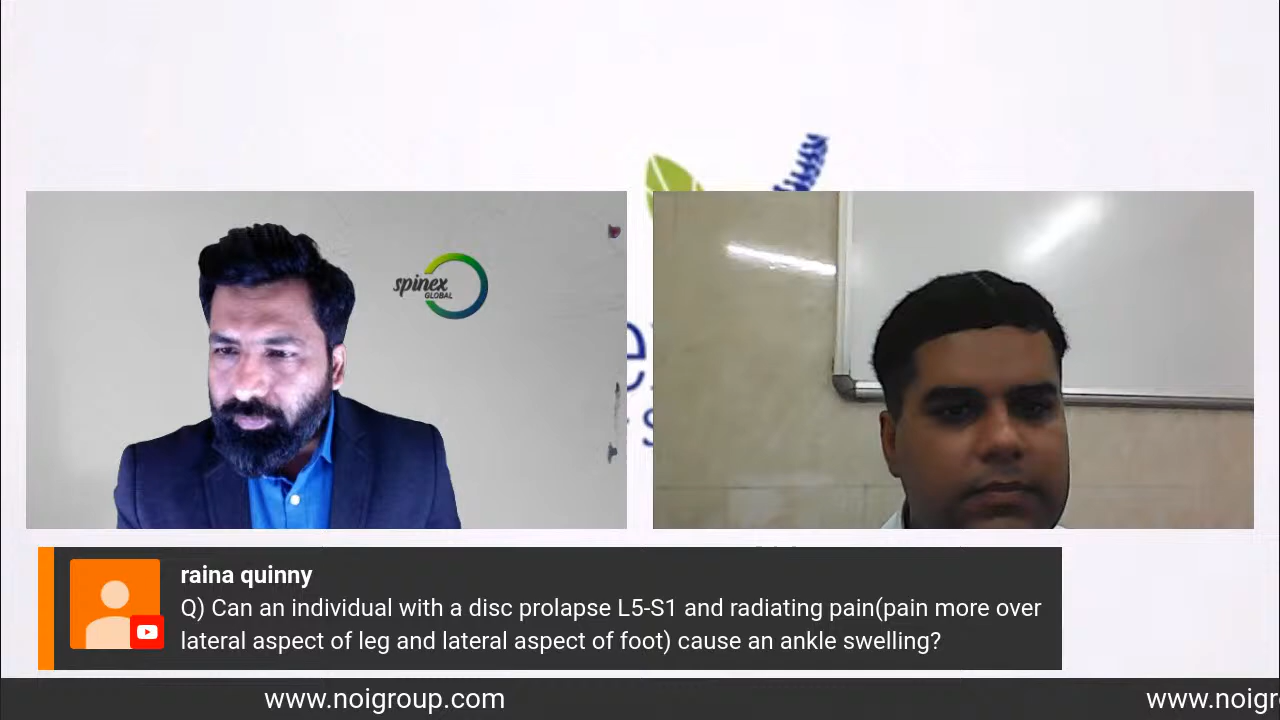 spinex
GLOBAL
raina quinny
Q) Can an individual with a disc prolapse L5-S1 and radiating pain(pain more over
lateral aspect of leg and lateral aspect of foot) cause an ankle swelling?
www.noigroup.com
www.noigr